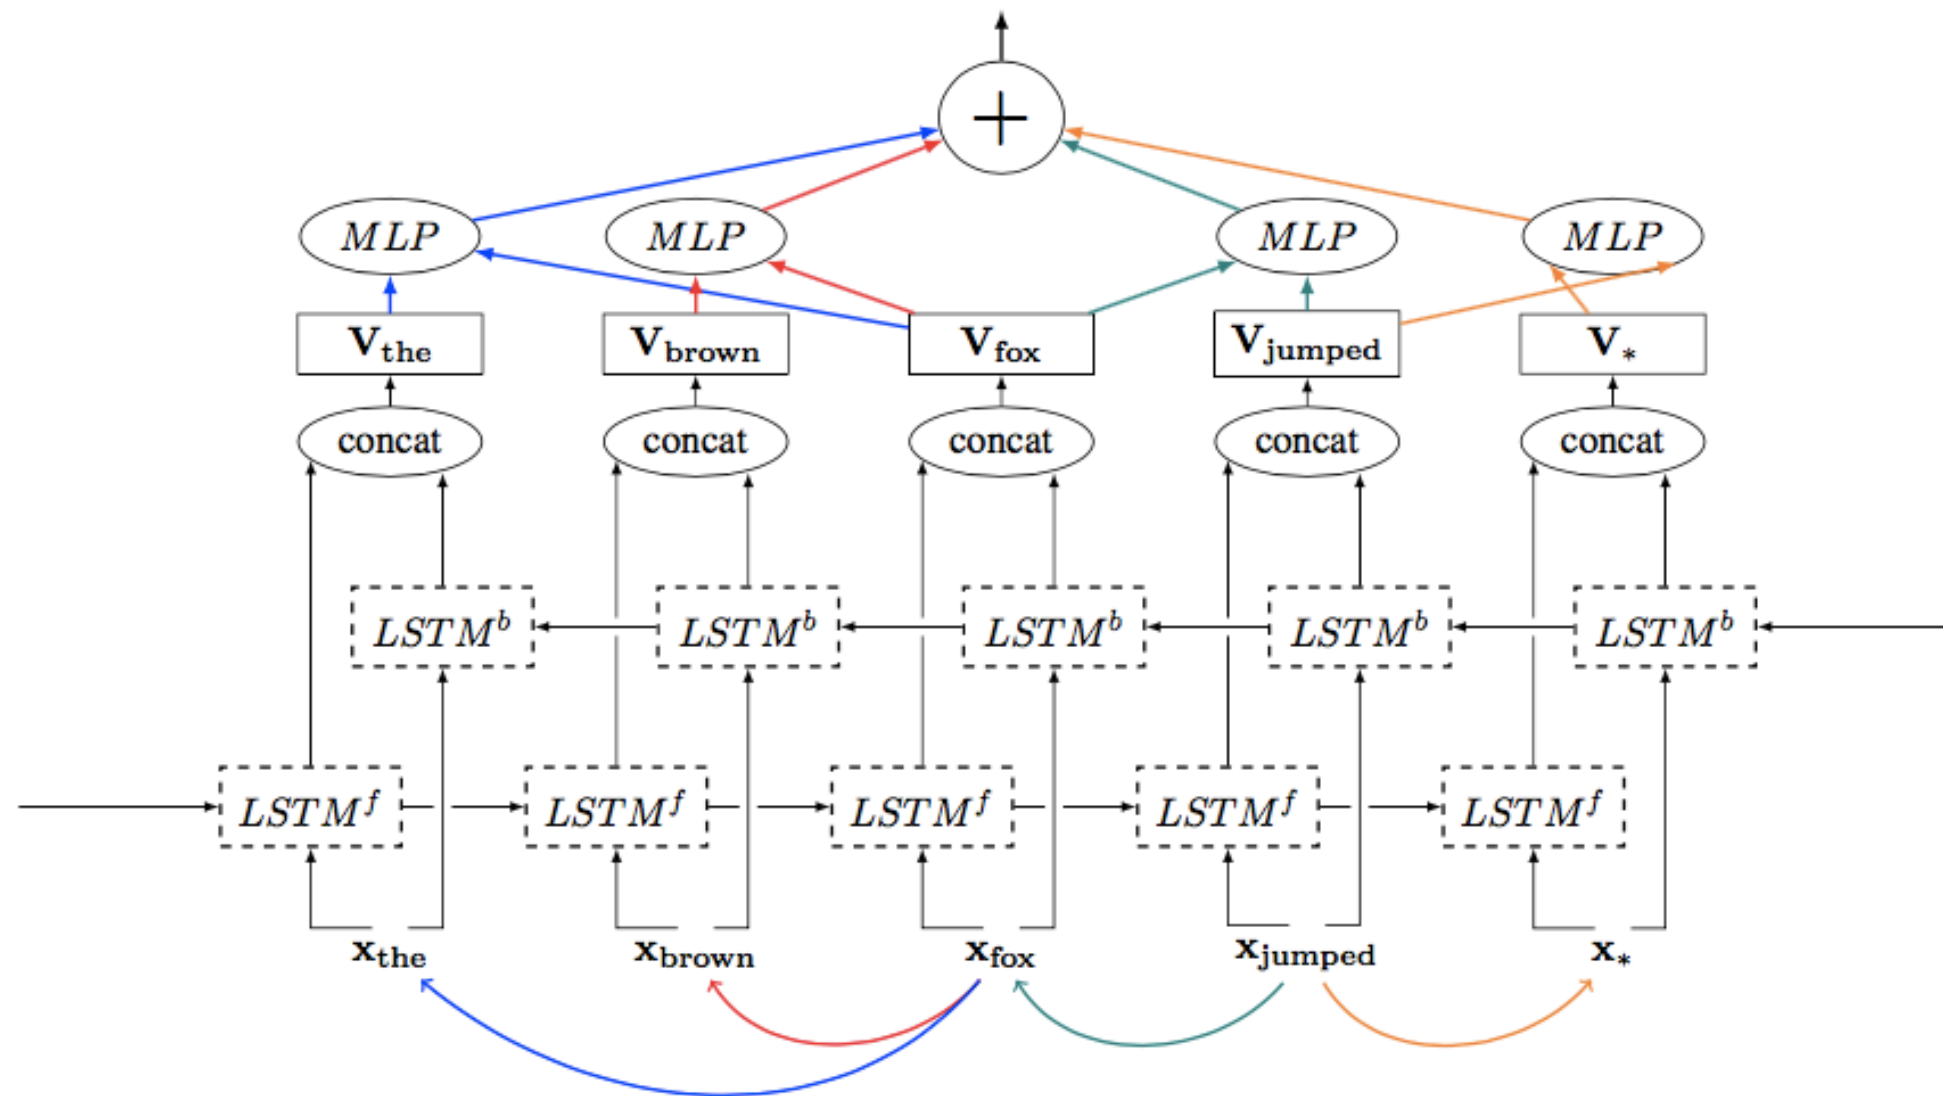 +
MLP MLP MLP MLP
V_the V_brown V_fox V_jumped V_*
concat concat concat concat concat
LSTM^b LSTM^b LSTM^b LSTM^b LSTM^b
LSTM^f LSTM^f LSTM^f LSTM^f LSTM^f
x_the x_brown x_fox x_jumped x_*